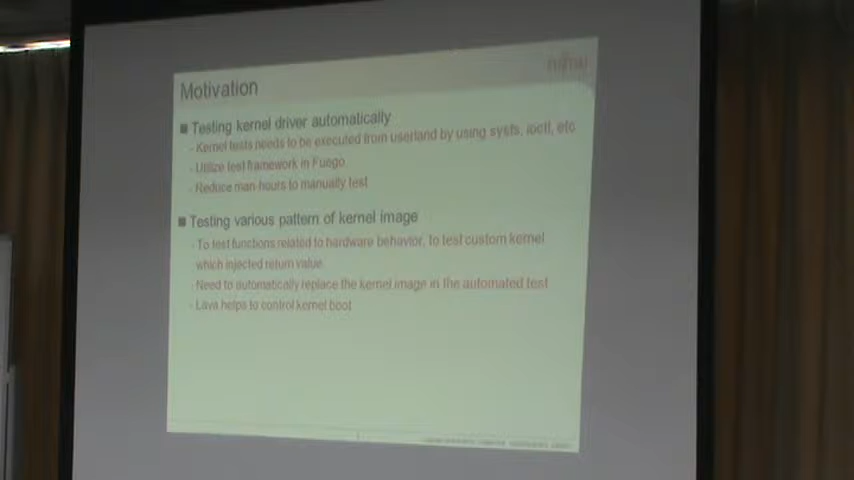 Motivation
FUJITSU
■ Testing kernel driver automatically
- Kernel tests needs to be executed from userland by using sysfs, ioctl, etc
- Utilize test framework in Fuego
- Reduce man-hours to manually test
■ Testing various pattern of kernel image
- To test functions related to hardware behavior, to test custom kernel
which injected return value
- Need to automatically replace the kernel image in the automated test
- Lava helps to control kernel boot